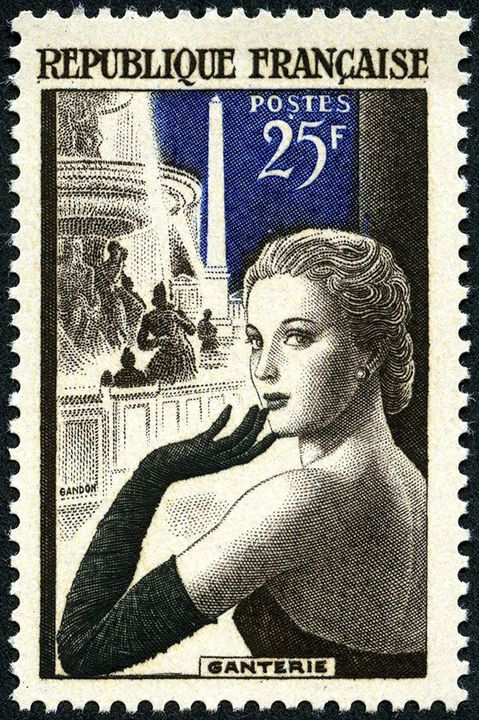 REPUBLIQUE FRANÇAISE
POSTES
25F
GANDON
GANTERIE